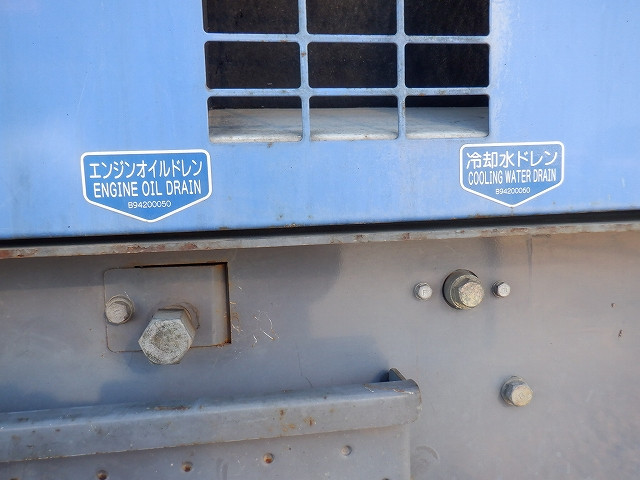 エンジンオイルドレン
ENGINE OIL DRAIN
B94200050
冷却水ドレン
COOLING WATER DRAIN
B94200060